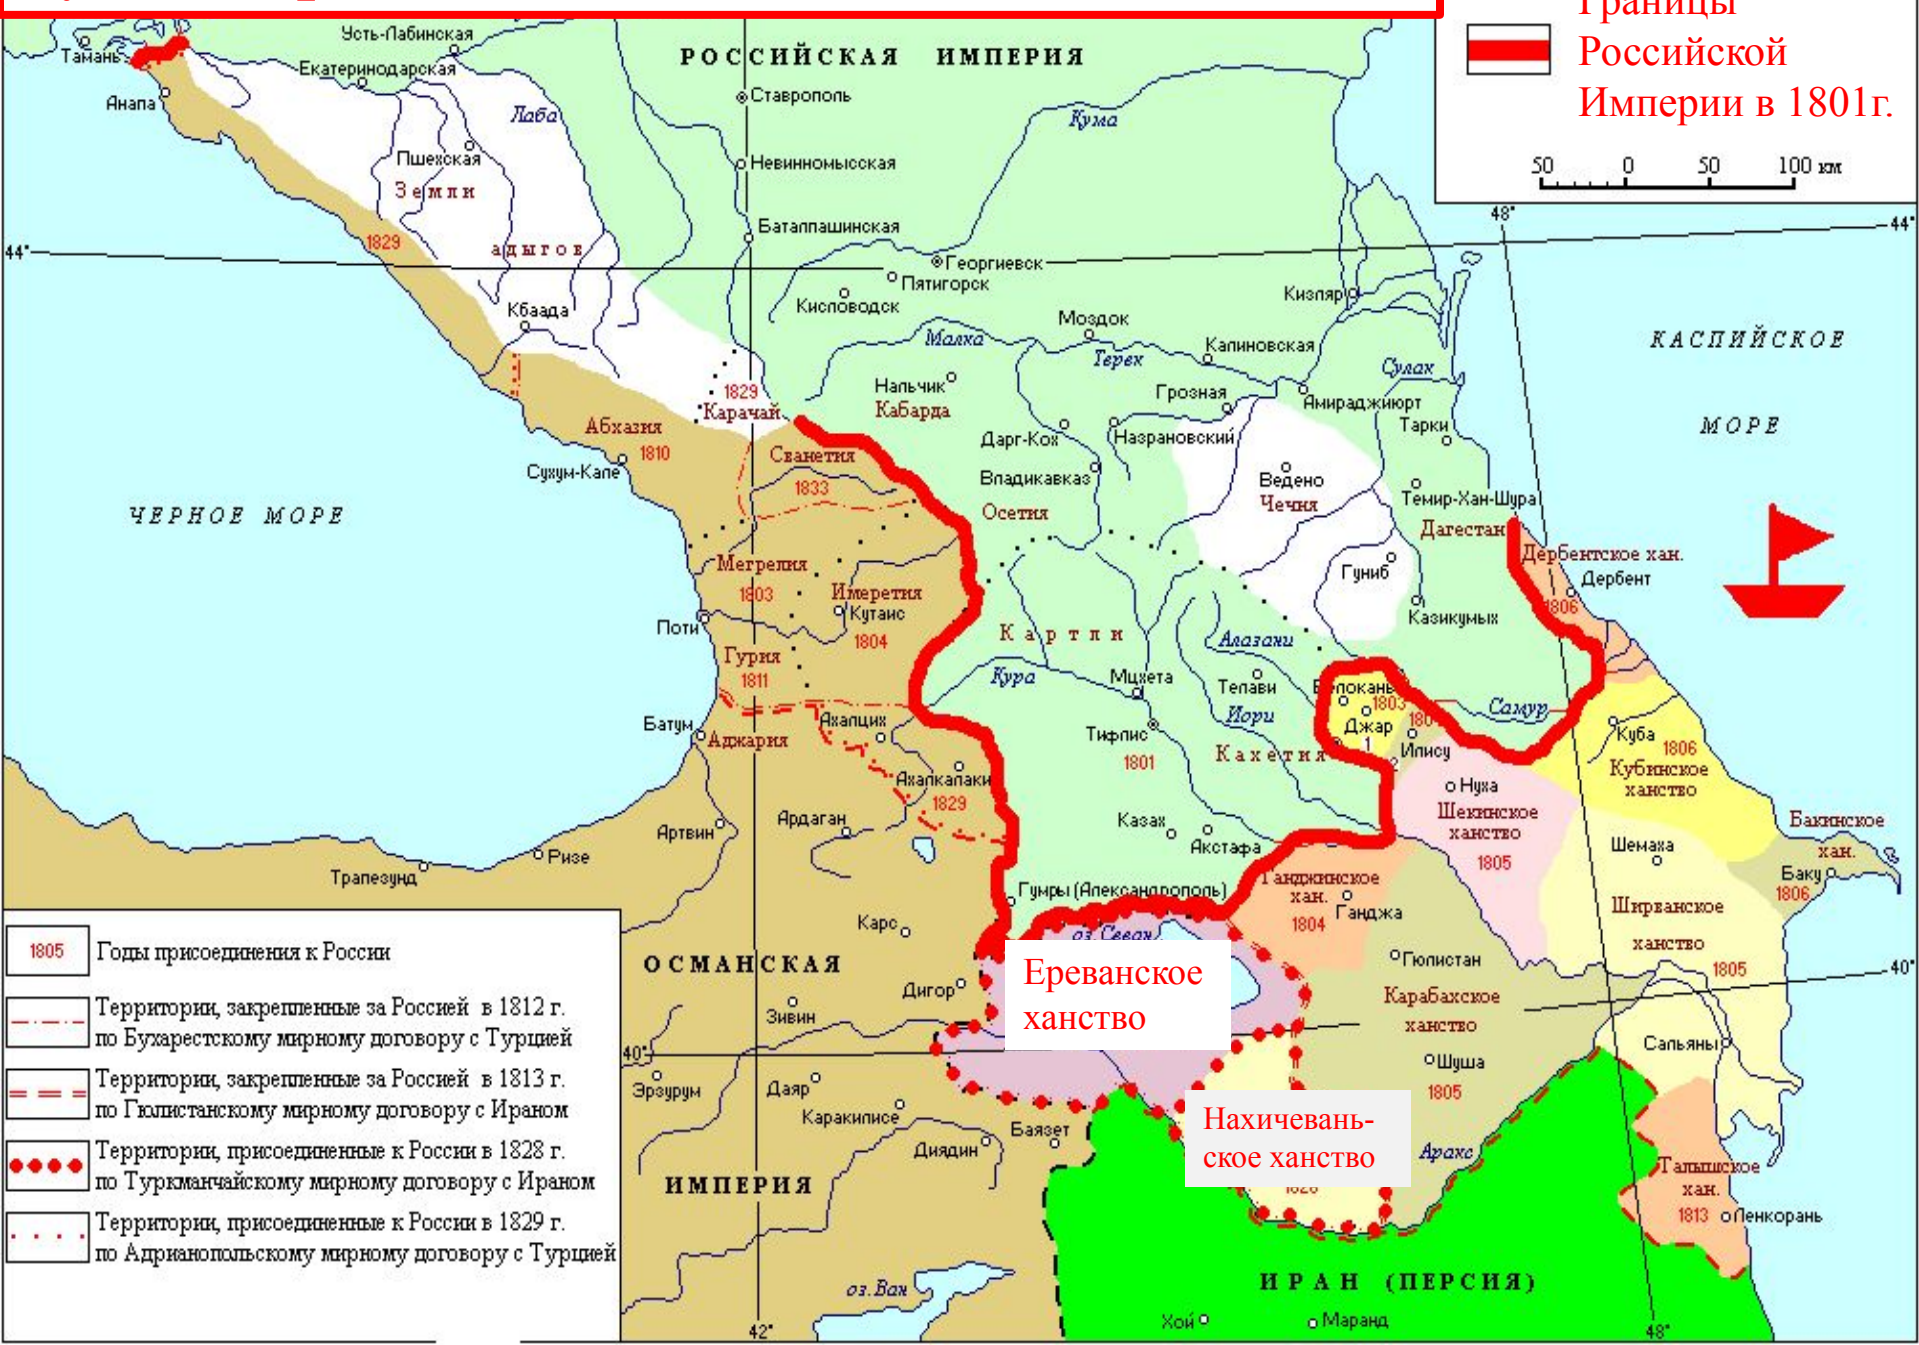 Границы
Российской
Империи в 1801г.
50 0 50 100 км
РОССИЙСКАЯ ИМПЕРИЯ
Усть-Лабинская
Тамань
Екатеринодарская
Анапа
Лаба
Ставрополь
Кума
Пшехская
Невинномысская
Земли
адыгов
1829
Баталпашинская
48°
44°
44°
Георгиевск
Пятигорск
Кисловодск
Кизляр
Кбаада
Моздок
Малка
Терек
Калиновская
КАСПИЙСКОЕ
МОРЕ
Сулак
Нальчик
Кабарда
Грозная
Амираджиюрт
1829
Карачай
Абхазия
1810
Сухум-Кале
Сванетия
1833
Дарг-Кох
Назрановский
Тарки
Владикавказ
Ведено
Чечня
Темир-Хан-Шура
ЧЕРНОЕ МОРЕ
Осетия
Дагестан
Дербентское хан.
Дербент
1806
Мегрелия
1803
Имеретия
Кутаис
1804
Гуниб
Казикумых
Поти
Картли
Алазани
Гурия
1811
Кура
Мцхета
Телави
Иори
1803
Джар
1
Илису
2
Самур
Батум
Аджария
Ахалцих
Тифлис
1801
Кахетия
Куба
1806
Кубинское
ханство
Ахалкалаки
1829
Нуха
Шекинское
ханство
1805
Артвин
Ардаган
Казах
Акстафа
Бакинское
хан.
Баку
1806
Шемаха
Ризе
Трапезунд
Гумры (Александрополь)
Ганджинское
хан.
1804
Ганджа
Ширванское
ханство
1805
Карс
оз. Севан
Ереванское
ханство
ОСМАНСКАЯ
Гюлистан
40°
Дигор
Зивин
Карабахское
ханство
40°
Шуша
1805
Сальяны
Эрзурум
Даяр
Каракилисе
Баязет
Диядин
Нахичевань-
ское ханство
1828
Аракс
Талышское
хан.
1813
Ленкорань
ИМПЕРИЯ
ИРАН (ПЕРСИЯ)
оз. Ван
Хой
Маранд
42°
48°
1805 Годы присоединения к России
Территории, закрепленные за Россией в 1812 г.
по Бухарестскому мирному договору с Турцией
Территории, закрепленные за Россией в 1813 г.
по Гюлистанскому мирному договору с Ираном
Территории, присоединенные к России в 1828 г.
по Туркманчайскому мирному договору с Ираном
Территории, присоединенные к России в 1829 г.
по Адрианопольскому мирному договору с Турцией